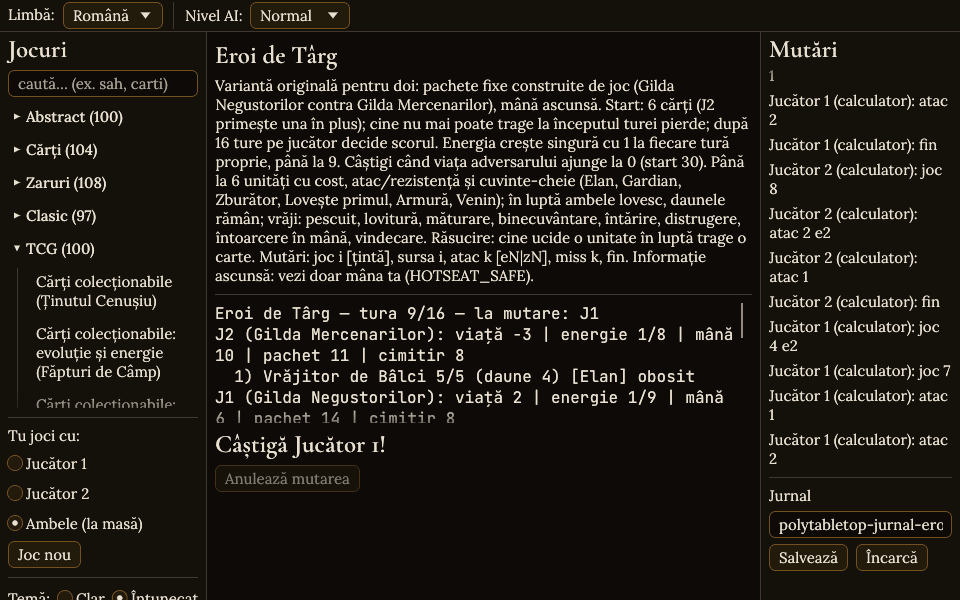 Limbă: Română ▼ Nivel AI: Normal ▼
Jocuri
caută... (ex. sah, carti)
▸ Abstract (100)
▸ Cărți (104)
▸ Zaruri (108)
▸ Clasic (97)
▾ TCG (100)
Cărți colecționabile
(Ținutul Cenușiu)
Cărți colecționabile:
evoluție și energie
(Făpturi de Câmp)
Cărți colecționabile:
Tu joci cu:
Jucător 1
Jucător 2
Ambele (la masă)
Joc nou
Temă: Clar Întunecat
Eroi de Târg
Variantă originală pentru doi: pachete fixe construite de joc (Gilda
Negustorilor contra Gilda Mercenarilor), mână ascunsă. Start: 6 cărți (J2
primește una în plus); cine nu mai poate trage la începutul turei pierde; după
16 ture pe jucător decide scorul. Energia crește singură cu 1 la fiecare tură
proprie, până la 9. Câștigi când viața adversarului ajunge la 0 (start 30). Până
la 6 unități cu cost, atac/rezistență și cuvinte-cheie (Elan, Gardian,
Zburător, Lovește primul, Armură, Venin); în luptă ambele lovesc, daunele
rămân; vrăji: pescuit, lovitură, măturare, binecuvântare, întărire, distrugere,
întoarcere în mână, vindecare. Răsucire: cine ucide o unitate în luptă trage o
carte. Mutări: joc i [țintă], sursa i, atac k [eN|zN], miss k, fin. Informație
ascunsă: vezi doar mâna ta (HOTSEAT_SAFE).
Eroi de Târg — tura 9/16 — la mutare: J1
J2 (Gilda Mercenarilor): viață -3 | energie 1/8 | mână
10 | pachet 11 | cimitir 8
1) Vrăjitor de Bâlci 5/5 (daune 4) [Elan] obosit
J1 (Gilda Negustorilor): viață 2 | energie 1/9 | mână
6 | pachet 14 | cimitir 8
Câștigă Jucător 1!
Anulează mutarea
Mutări
1
Jucător 1 (calculator): atac
2
Jucător 1 (calculator): fin
Jucător 2 (calculator): joc
8
Jucător 2 (calculator):
atac 2 e2
Jucător 2 (calculator):
atac 1
Jucător 2 (calculator): fin
Jucător 1 (calculator): joc
4 e2
Jucător 1 (calculator): joc 7
Jucător 1 (calculator): atac
1
Jucător 1 (calculator): atac
2
Jurnal
polytabletop-jurnal-ero
Salvează Încarcă